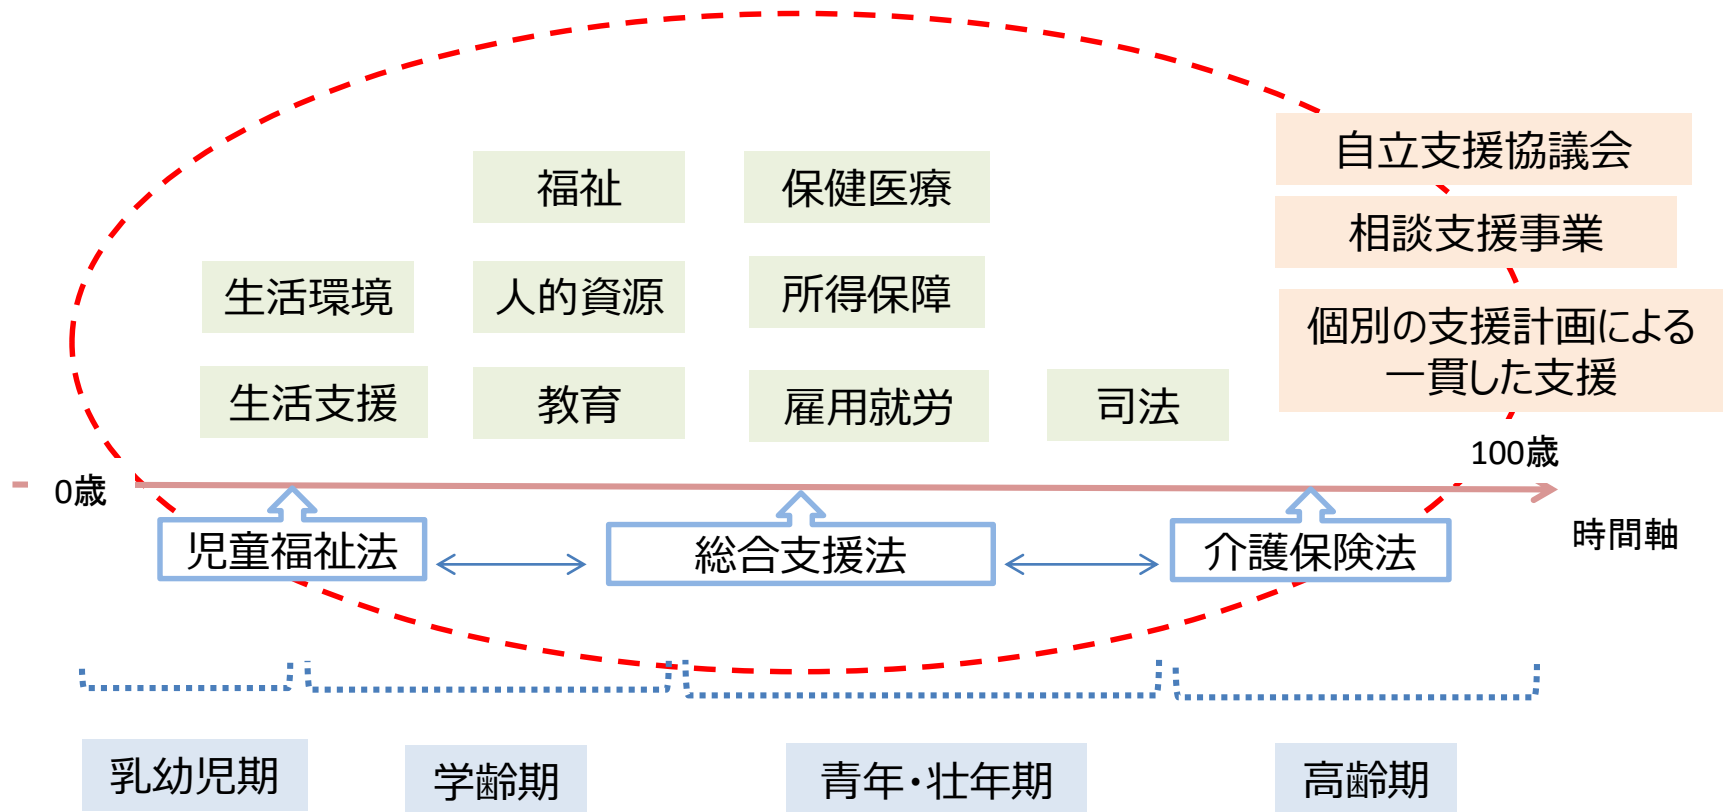 自立支援協議会
福祉
保健医療
相談支援事業
生活環境
人的資源
所得保障
個別の支援計画による
一貫した支援
生活支援
教育
雇用就労
司法
100歳
0歳
時間軸
児童福祉法
総合支援法
介護保険法
乳幼児期
学齢期
青年・壮年期
高齢期